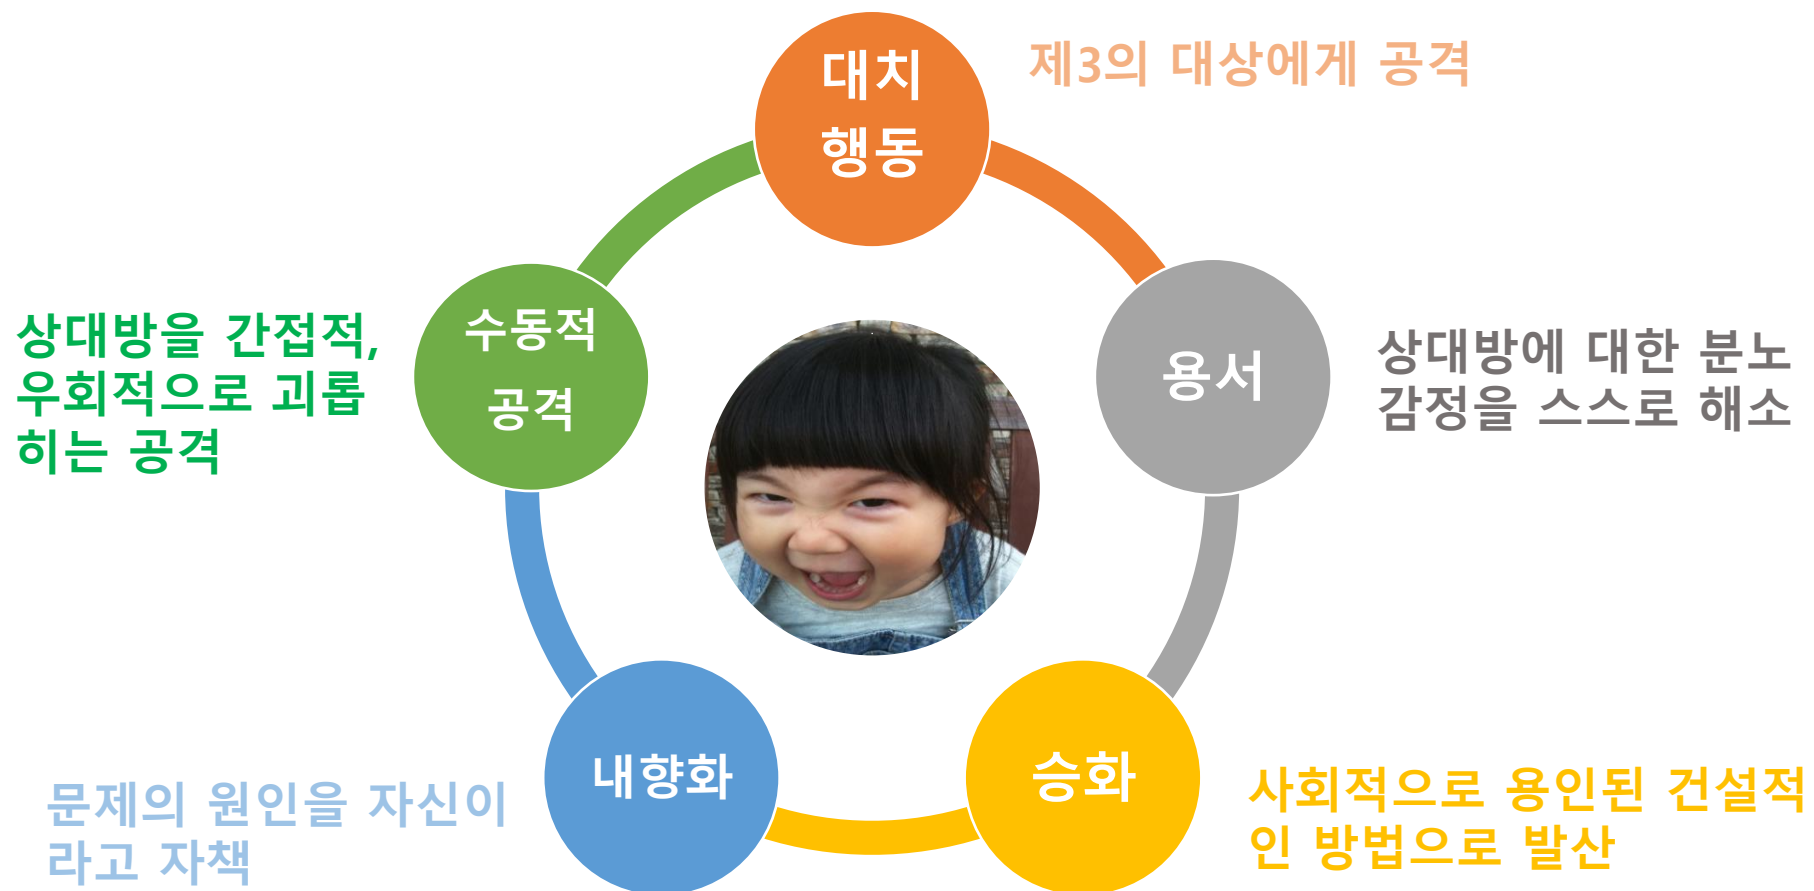 대치
행동
제3의 대상에게 공격
수동적
공격
상대방을 간접적,
우회적으로 괴롭
히는 공격
용서
상대방에 대한 분노
감정을 스스로 해소
내향화
문제의 원인을 자신이
라고 자책
승화
사회적으로 용인된 건설적
인 방법으로 발산